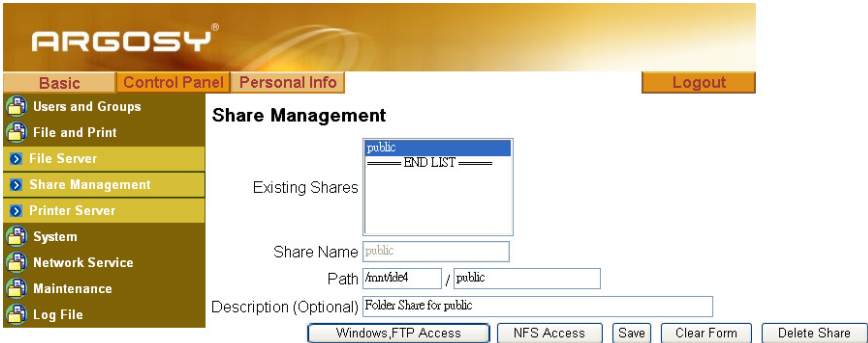 ARGOSY®
Basic Control Panel Personal Info Logout
Users and Groups
File and Print
File Server
Share Management
Printer Server
System
Network Service
Maintenance
Log File
Share Management
Existing Shares
public
===== END LIST =====
Share Name public
Path /mnt/ide4 / public
Description (Optional) Folder Share for public
Windows,FTP Access NFS Access Save Clear Form Delete Share